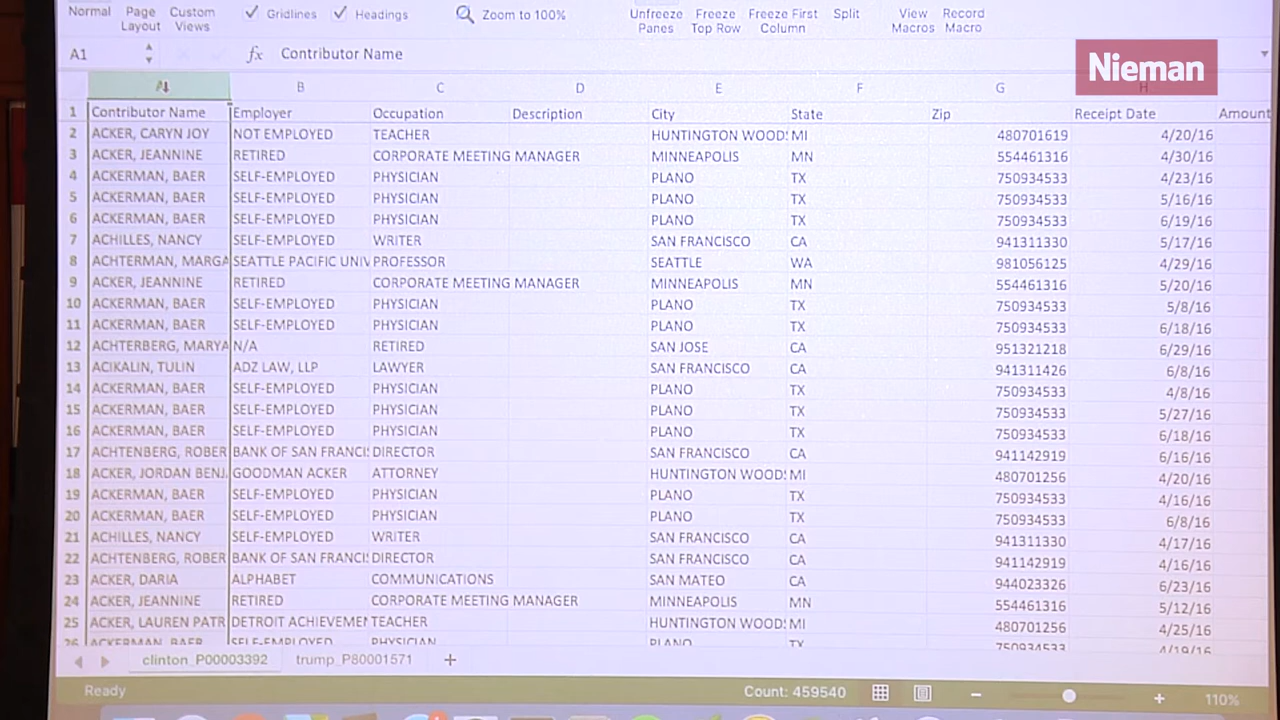 Normal Page Layout Custom Views Gridlines Headings Zoom to 100% Unfreeze Panes Freeze Top Row Freeze First Column Split View Macros Record Macro
A1 fx Contributor Name
Nieman
A B C D E F G H
1 Contributor Name Employer Occupation Description City State Zip Receipt Date Amount
2 ACKER, CARYN JOY NOT EMPLOYED TEACHER HUNTINGTON WOODS MI 480701619 4/20/16
3 ACKER, JEANNINE RETIRED CORPORATE MEETING MANAGER MINNEAPOLIS MN 554461316 4/30/16
4 ACKERMAN, BAER SELF-EMPLOYED PHYSICIAN PLANO TX 750934533 4/23/16
5 ACKERMAN, BAER SELF-EMPLOYED PHYSICIAN PLANO TX 750934533 5/16/16
6 ACKERMAN, BAER SELF-EMPLOYED PHYSICIAN PLANO TX 750934533 6/19/16
7 ACHILLES, NANCY SELF-EMPLOYED WRITER SAN FRANCISCO CA 941311330 5/17/16
8 ACHTERMAN, MARGA SEATTLE PACIFIC UNIV PROFESSOR SEATTLE WA 981056125 4/29/16
9 ACKER, JEANNINE RETIRED CORPORATE MEETING MANAGER MINNEAPOLIS MN 554461316 5/20/16
10 ACKERMAN, BAER SELF-EMPLOYED PHYSICIAN PLANO TX 750934533 5/8/16
11 ACKERMAN, BAER SELF-EMPLOYED PHYSICIAN PLANO TX 750934533 6/18/16
12 ACHTERBERG, MARYA N/A RETIRED SAN JOSE CA 951321218 6/29/16
13 ACIKALIN, TULIN ADZ LAW, LLP LAWYER SAN FRANCISCO CA 941311426 6/8/16
14 ACKERMAN, BAER SELF-EMPLOYED PHYSICIAN PLANO TX 750934533 4/8/16
15 ACKERMAN, BAER SELF-EMPLOYED PHYSICIAN PLANO TX 750934533 5/27/16
16 ACKERMAN, BAER SELF-EMPLOYED PHYSICIAN PLANO TX 750934533 6/18/16
17 ACHTENBERG, ROBER BANK OF SAN FRANCI DIRECTOR SAN FRANCISCO CA 941142919 6/16/16
18 ACKER, JORDAN BENJ GOODMAN ACKER ATTORNEY HUNTINGTON WOODS MI 480701256 4/20/16
19 ACKERMAN, BAER SELF-EMPLOYED PHYSICIAN PLANO TX 750934533 4/16/16
20 ACKERMAN, BAER SELF-EMPLOYED PHYSICIAN PLANO TX 750934533 6/8/16
21 ACHILLES, NANCY SELF-EMPLOYED WRITER SAN FRANCISCO CA 941311330 4/17/16
22 ACHTENBERG, ROBER BANK OF SAN FRANCI DIRECTOR SAN FRANCISCO CA 941142919 4/16/16
23 ACKER, DARIA ALPHABET COMMUNICATIONS SAN MATEO CA 944023326 6/23/16
24 ACKER, JEANNINE RETIRED CORPORATE MEETING MANAGER MINNEAPOLIS MN 554461316 5/12/16
25 ACKER, LAUREN PATR DETROIT ACHIEVEMEN TEACHER HUNTINGTON WOODS MI 480701256 4/25/16
26 ACKERMAN, BAER SELF-EMPLOYED PHYSICIAN PLANO TX 750934533 4/19/16
clinton_P00003392 trump_P80001571 +
Ready Count: 459540 − + 110%